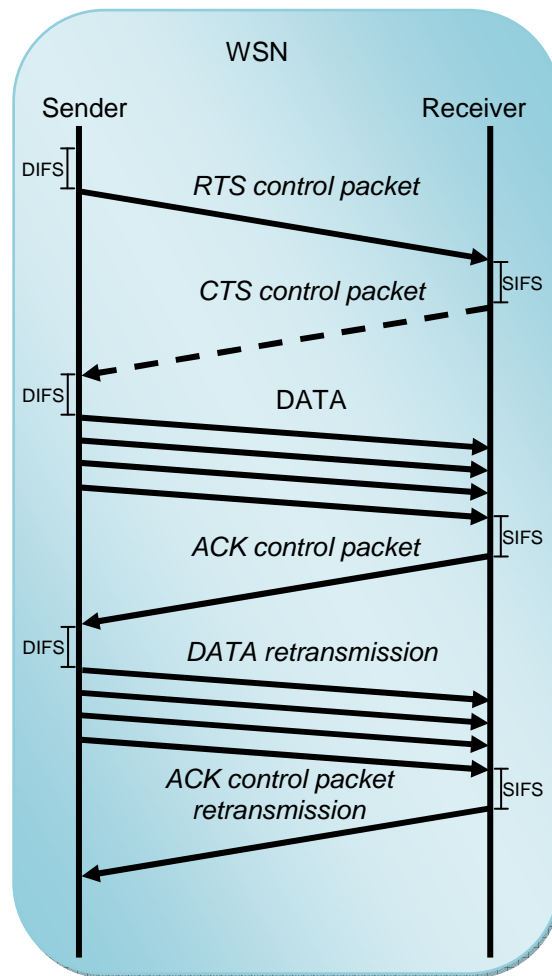 WSN
Sender
Receiver
DIFS
RTS control packet
SIFS
CTS control packet
DIFS
DATA
SIFS
ACK control packet
DIFS
DATA retransmission
SIFS
ACK control packet
retransmission